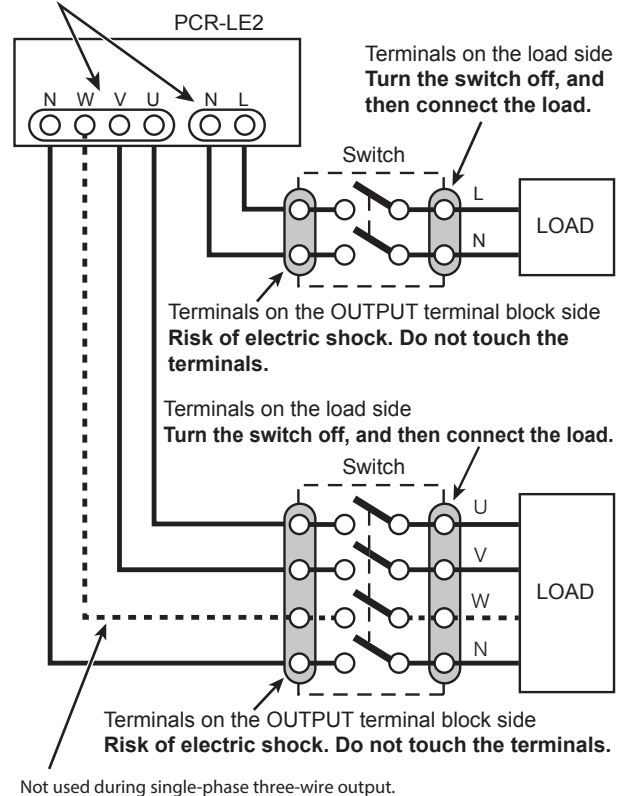 PCR-LE2
Terminals on the load side
Turn the switch off, and
then connect the load.
N W V U N L
Switch
L
LOAD
N
Terminals on the OUTPUT terminal block side
Risk of electric shock. Do not touch the
terminals.
Terminals on the load side
Turn the switch off, and then connect the load.
Switch
U
V
LOAD
W
N
Terminals on the OUTPUT terminal block side
Risk of electric shock. Do not touch the terminals.
Not used during single-phase three-wire output.